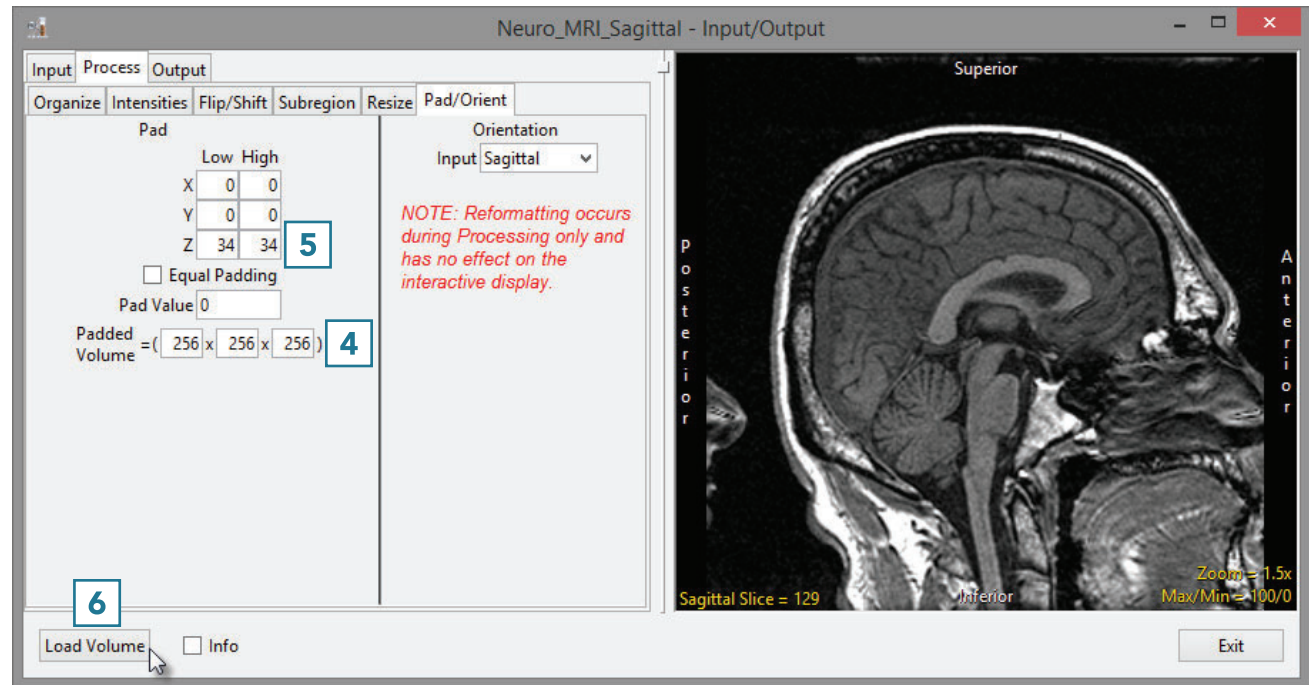 Neuro_MRI_Sagittal - Input/Output
Input Process Output
Organize Intensities Flip/Shift Subregion Resize Pad/Orient
Pad
Low High
X 0 0
Y 0 0
Z 34 34
5
Equal Padding
Pad Value 0
Padded Volume =( 256 x 256 x 256 )
4
Orientation
Input Sagittal
NOTE: Reformatting occurs
during Processing only and
has no effect on the
interactive display.
Superior
Posterior
Anterior
Sagittal Slice = 129
Inferior
Zoom = 1.5x
Max/Min = 100/0
6
Load Volume
Info
Exit